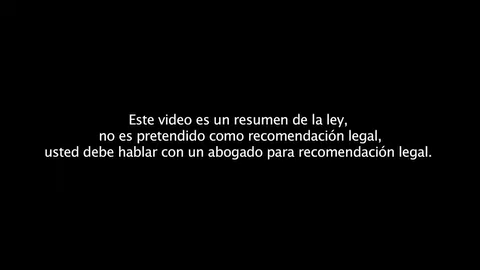 Este video es un resumen de la ley,
no es pretendido como recomendación legal,
usted debe hablar con un abogado para recomendación legal.